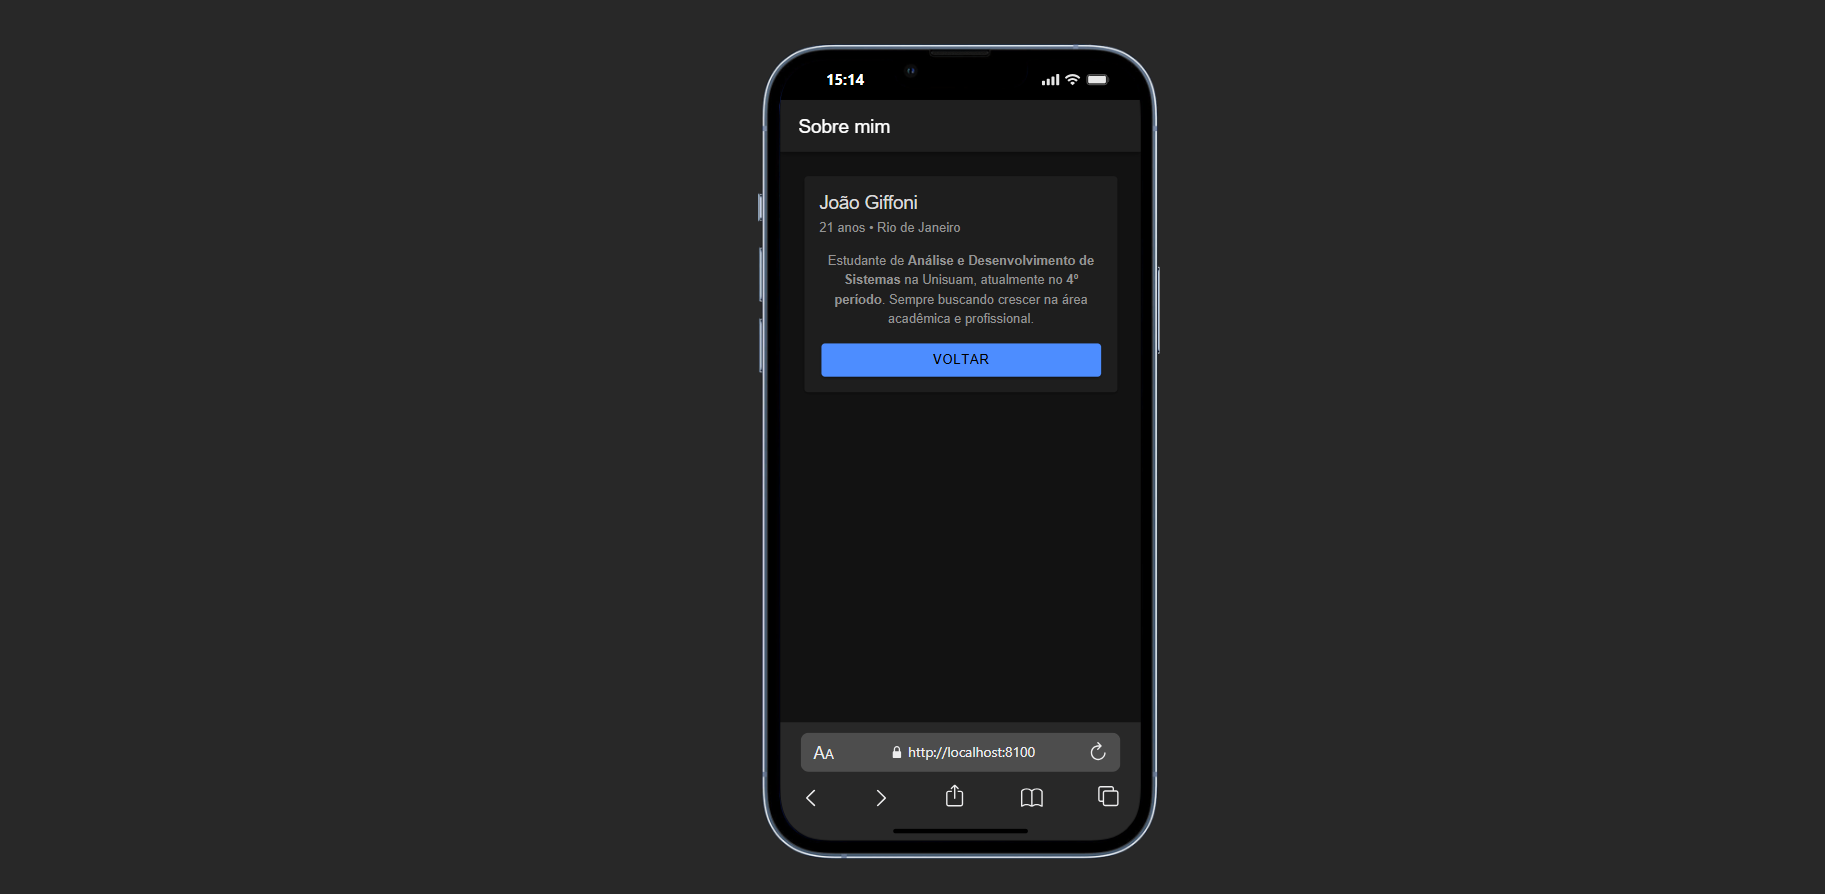 15:14
Sobre mim
João Giffoni
21 anos • Rio de Janeiro
Estudante de Análise e Desenvolvimento de
Sistemas na Unisuam, atualmente no 4º
período. Sempre buscando crescer na área
acadêmica e profissional.
VOLTAR
AA http://localhost:8100